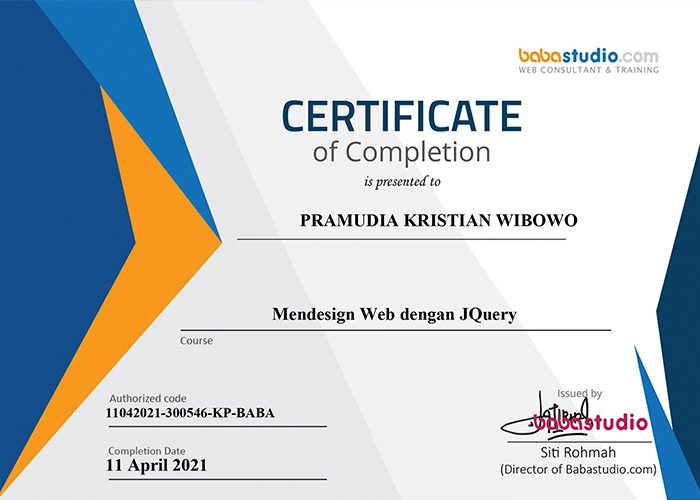 babastudio.com
WEB CONSULTANT & TRAINING
CERTIFICATE
of Completion
is presented to
PRAMUDIA KRISTIAN WIBOWO
Mendesign Web dengan JQuery
Course
Authorized code
11042021-300546-KP-BABA
Completion Date
11 April 2021
Issued by
babastudio
Siti Rohmah
(Director of Babastudio.com)